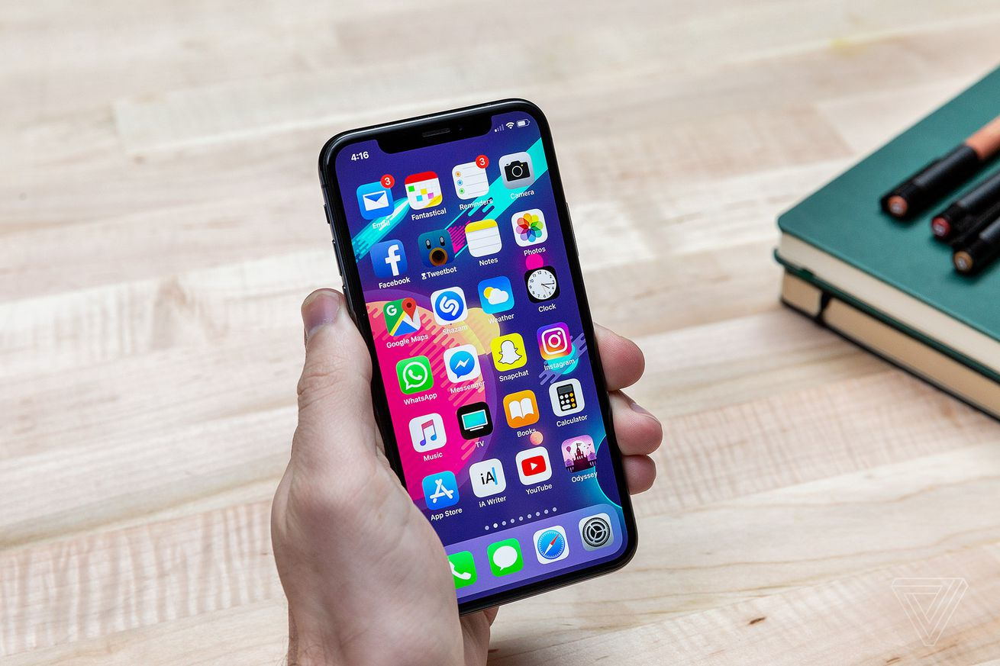 4:16
3
3
Email
Fantastical
Reminders
Camera
Facebook
Tweetbot
Notes
Photos
G
Google Maps
Shazam
Weather
Clock
WhatsApp
Messenger
Snapchat
Instagram
Music
TV
Books
Calculator
iA
App Store
iA Writer
YouTube
Odyssey